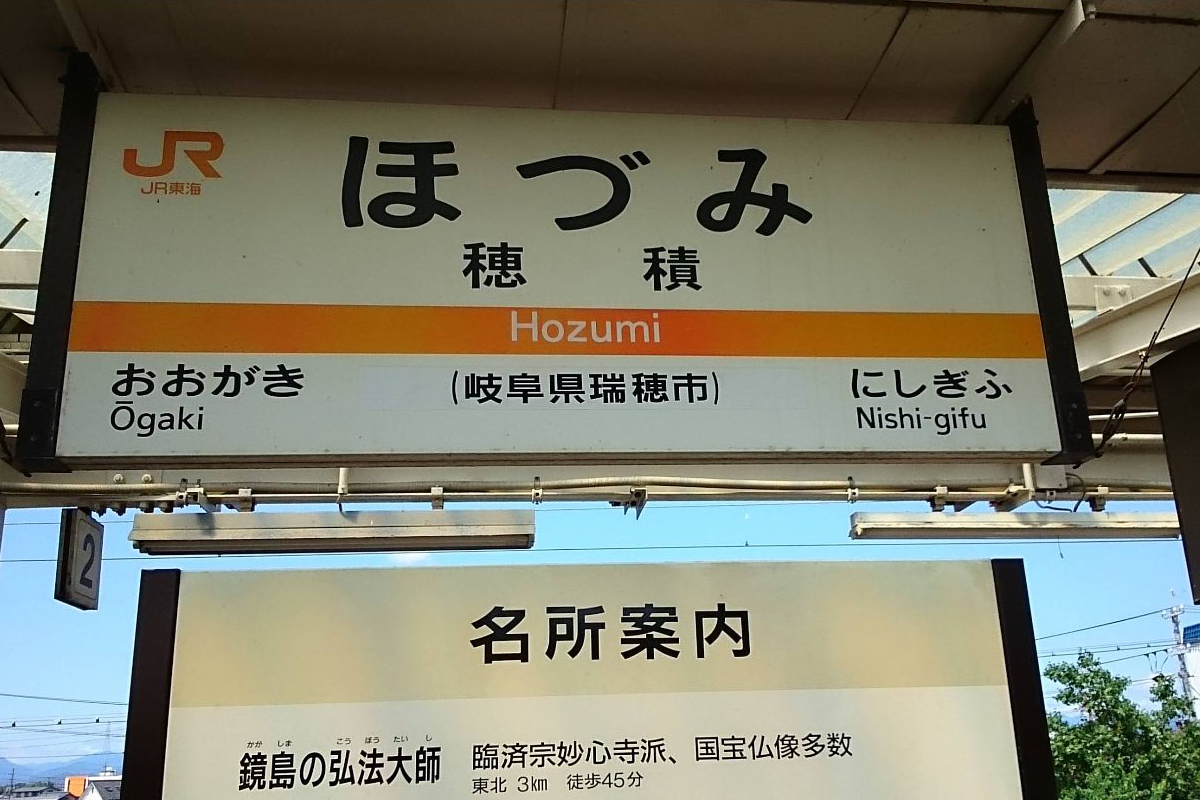 JR
JR東海
ほづみ
穂積
Hozumi
おおがき
Ōgaki
(岐阜県瑞穂市)
にしぎふ
Nishi-gifu
2
名所案内
かがしま こうぼうたいし
鏡島の弘法大師
臨済宗妙心寺派、国宝仏像多数
東北 3km 徒歩45分